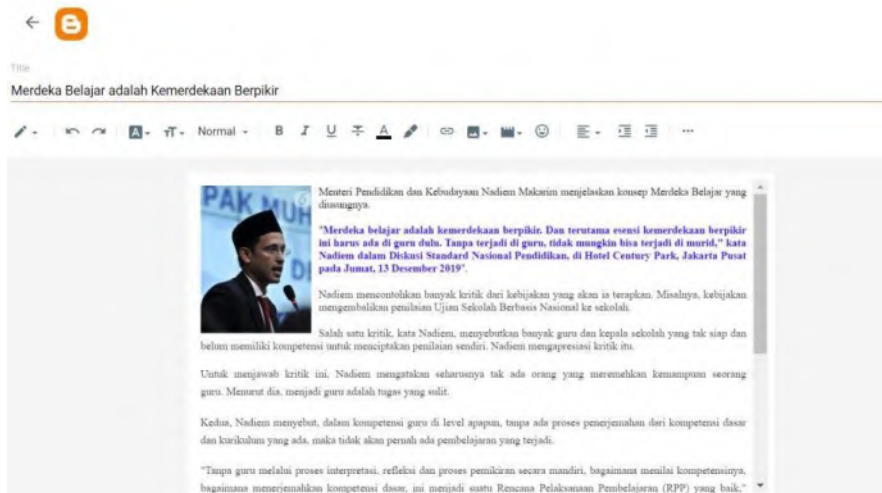 Title
Merdeka Belajar adalah Kemerdekaan Berpikir
Normal
B I U A
PAK MUH
DI
Menteri Pendidikan dan Kebudayaan Nadiem Makarim menjelaskan konsep Merdeka Belajar yang
diusungnya.
"Merdeka belajar adalah kemerdekaan berpikir. Dan terutama esensi kemerdekaan berpikir
ini harus ada di guru dulu. Tanpa terjadi di guru, tidak mungkin bisa terjadi di murid," kata
Nadiem dalam Diskusi Standard Nasional Pendidikan, di Hotel Century Park, Jakarta Pusat
pada Jumat, 13 Desember 2019".
Nadiem mencontohkan banyak kritik dari kebijakan yang akan ia terapkan. Misalnya, kebijakan
mengembalikan penilaian Ujian Sekolah Berbasis Nasional ke sekolah.
Salah satu kritik, kata Nadiem, menyebutkan banyak guru dan kepala sekolah yang tak siap dan
belum memiliki kompetensi untuk menciptakan penilaian sendiri. Nadiem mengapresiasi kritik itu.
Untuk menjawab kritik ini, Nadiem mengatakan seharusnya tak ada orang yang meremehkan kemampuan seorang
guru. Menurut dia, menjadi guru adalah tugas yang sulit.
Kedua, Nadiem menyebut, dalam kompetensi guru di level apapun, tanpa ada proses penerjemahan dari kompetensi dasar
dan kurikulum yang ada, maka tidak akan pernah ada pembelajaran yang terjadi.
"Tanpa guru melalui proses interpretasi, refleksi dan proses pemikiran secara mandiri, bagaimana menilai kompetensinya,
bagaimana menerjemahkan kompetensi dasar, ini menjadi suatu Rencana Pelaksanaan Pembelajaran (RPP) yang baik,"